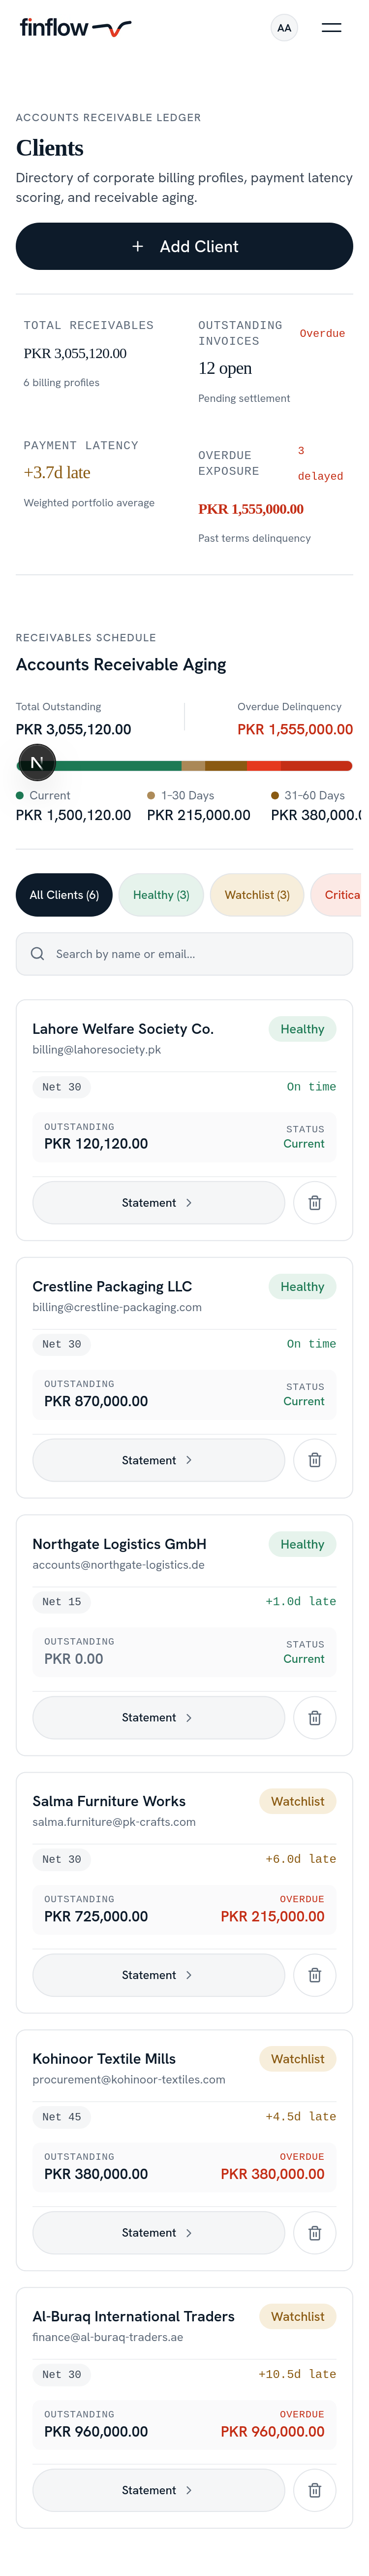 finflow
AA
ACCOUNTS RECEIVABLE LEDGER
Clients
Directory of corporate billing profiles, payment latency
scoring, and receivable aging.
+ Add Client
TOTAL RECEIVABLES
PKR 3,055,120.00
6 billing profiles
OUTSTANDING
INVOICES
Overdue
12 open
Pending settlement
PAYMENT LATENCY
+3.7d late
Weighted portfolio average
OVERDUE
EXPOSURE
3
delayed
PKR 1,555,000.00
Past terms delinquency
RECEIVABLES SCHEDULE
Accounts Receivable Aging
Total Outstanding
PKR 3,055,120.00
Overdue Delinquency
PKR 1,555,000.00
N
Current
PKR 1,500,120.00
1–30 Days
PKR 215,000.00
31–60 Days
PKR 380,000.0
All Clients (6)
Healthy (3)
Watchlist (3)
Critica
Search by name or email...
Lahore Welfare Society Co.
Healthy
billing@lahoresociety.pk
Net 30
On time
OUTSTANDING
PKR 120,120.00
STATUS
Current
Statement
Crestline Packaging LLC
Healthy
billing@crestline-packaging.com
Net 30
On time
OUTSTANDING
PKR 870,000.00
STATUS
Current
Statement
Northgate Logistics GmbH
Healthy
accounts@northgate-logistics.de
Net 15
+1.0d late
OUTSTANDING
PKR 0.00
STATUS
Current
Statement
Salma Furniture Works
Watchlist
salma.furniture@pk-crafts.com
Net 30
+6.0d late
OUTSTANDING
PKR 725,000.00
OVERDUE
PKR 215,000.00
Statement
Kohinoor Textile Mills
Watchlist
procurement@kohinoor-textiles.com
Net 45
+4.5d late
OUTSTANDING
PKR 380,000.00
OVERDUE
PKR 380,000.00
Statement
Al-Buraq International Traders
Watchlist
finance@al-buraq-traders.ae
Net 30
+10.5d late
OUTSTANDING
PKR 960,000.00
OVERDUE
PKR 960,000.00
Statement